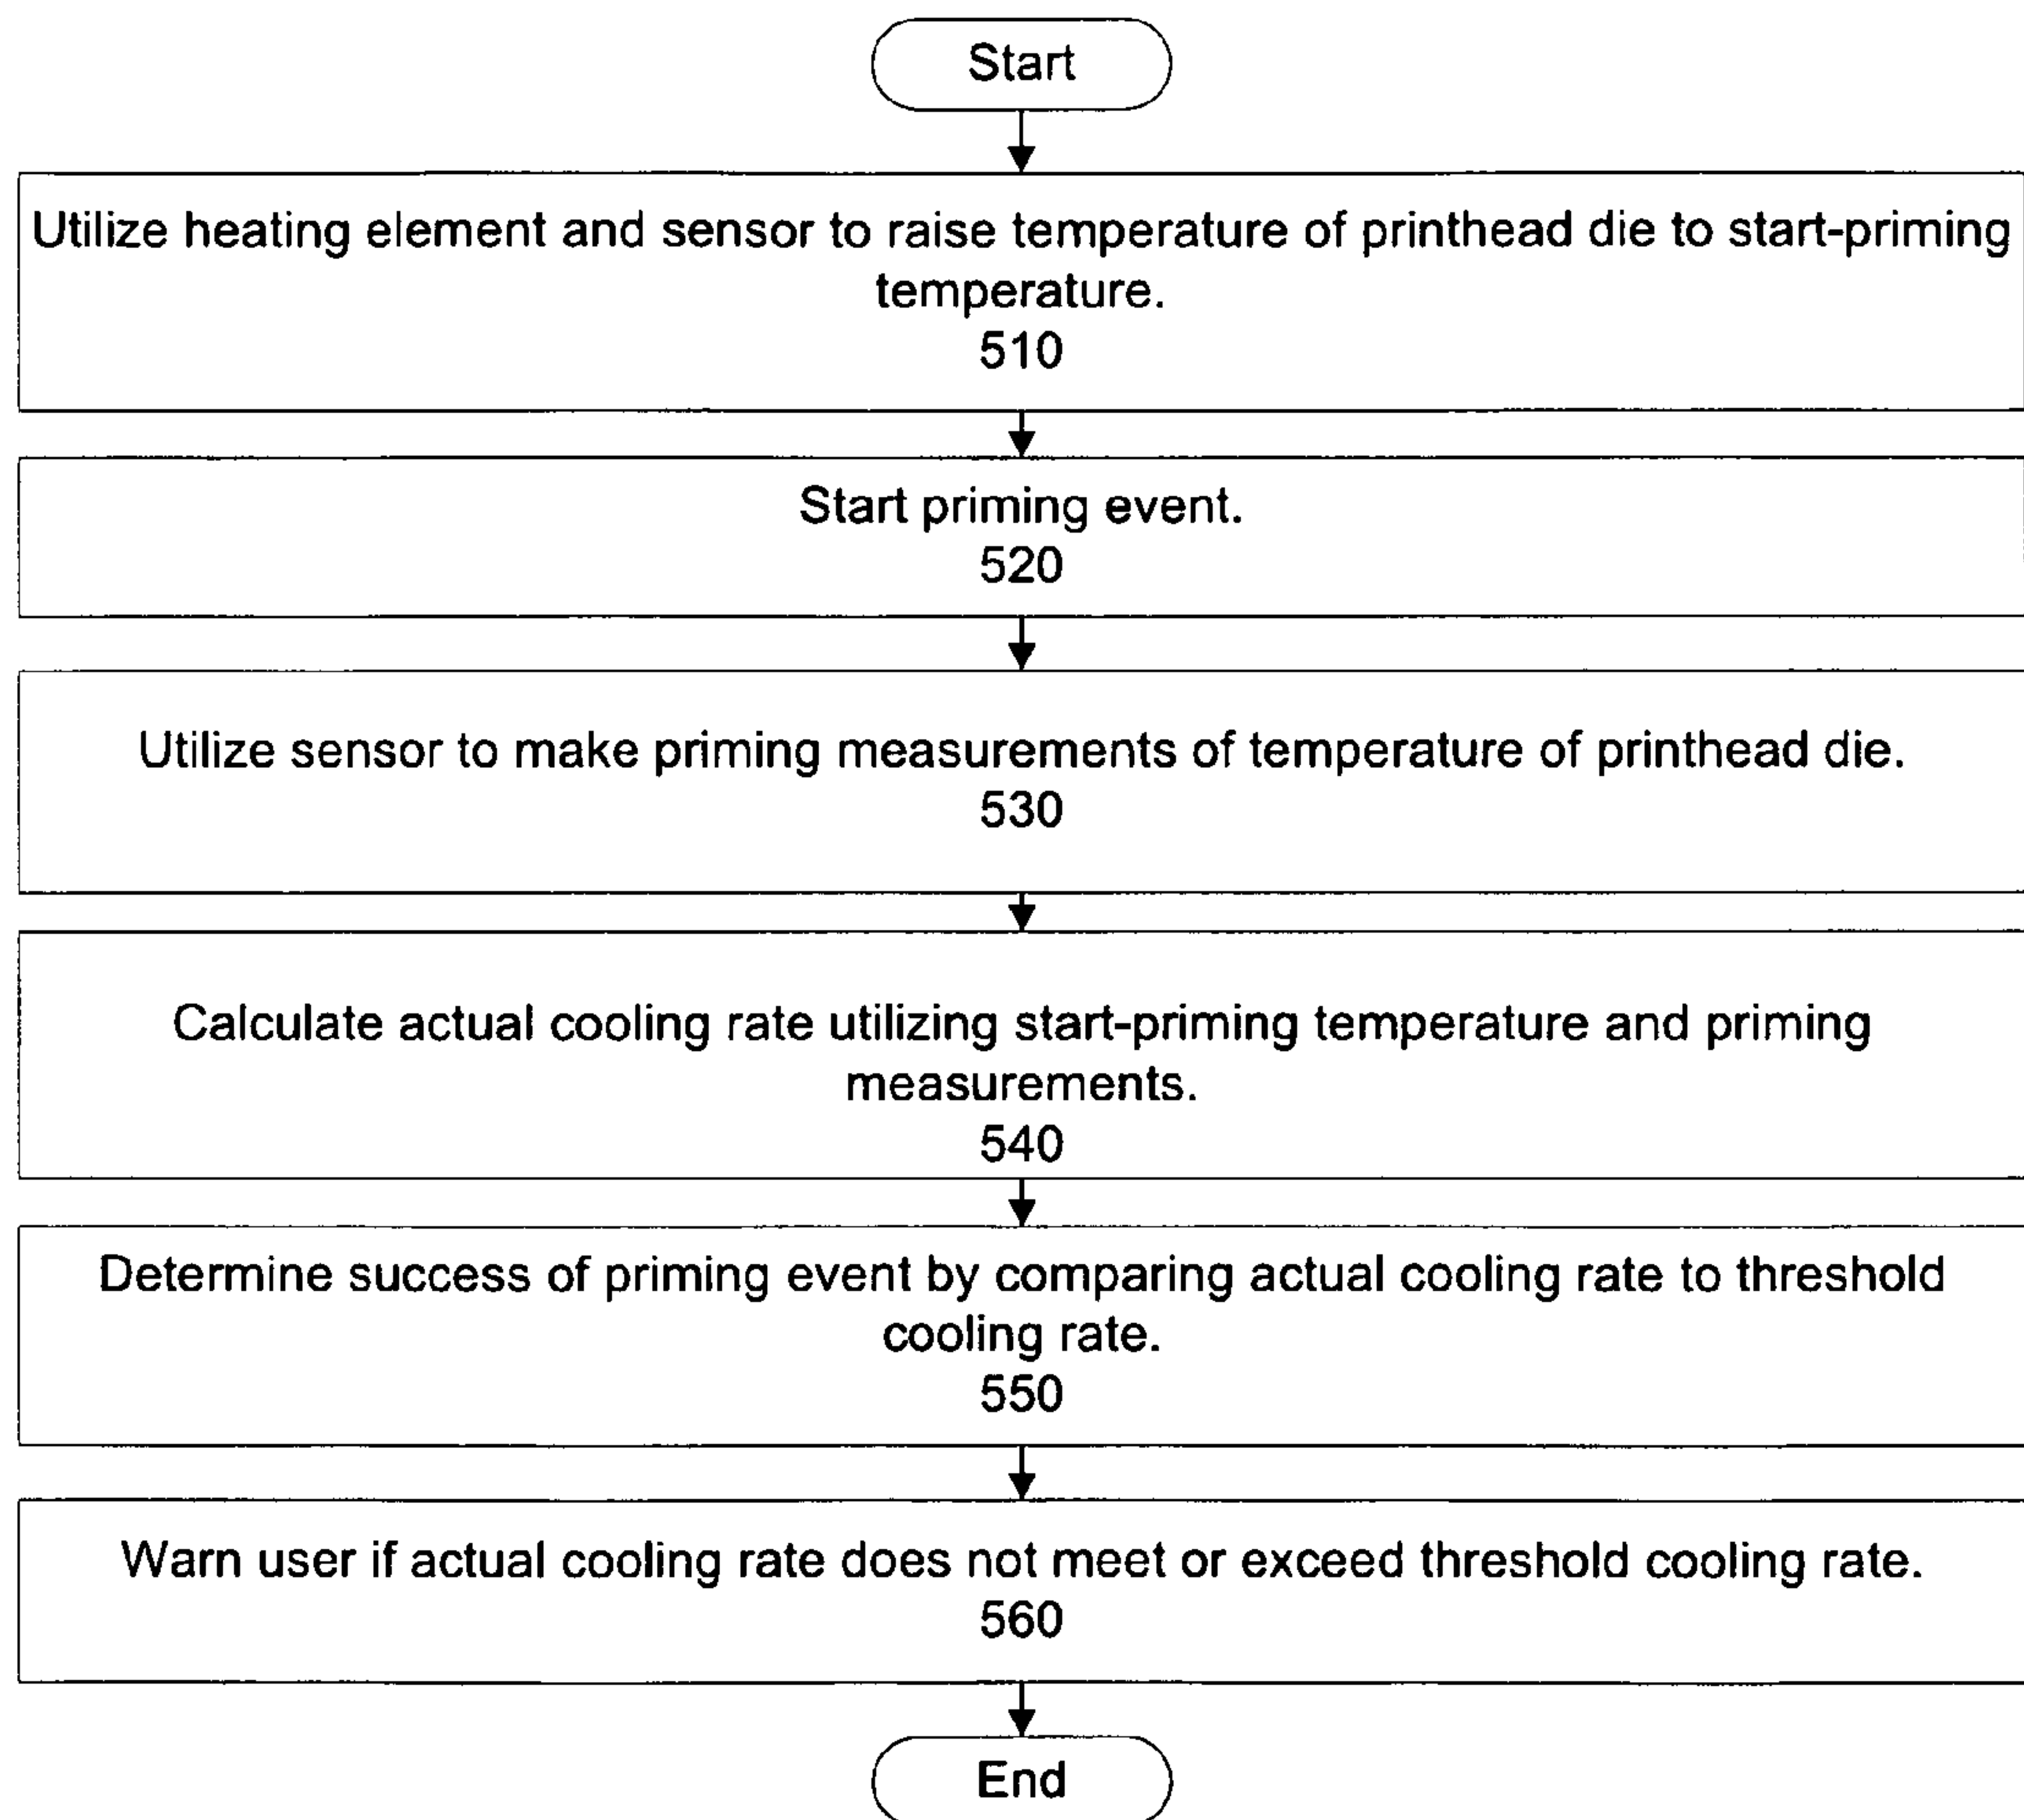 Start
Utilize heating element and sensor to raise temperature of printhead die to start-priming
temperature.
510
Start priming event.
520
Utilize sensor to make priming measurements of temperature of printhead die.
530
Calculate actual cooling rate utilizing start-priming temperature and priming
measurements.
540
Determine success of priming event by comparing actual cooling rate to threshold
cooling rate.
550
Warn user if actual cooling rate does not meet or exceed threshold cooling rate.
560
End